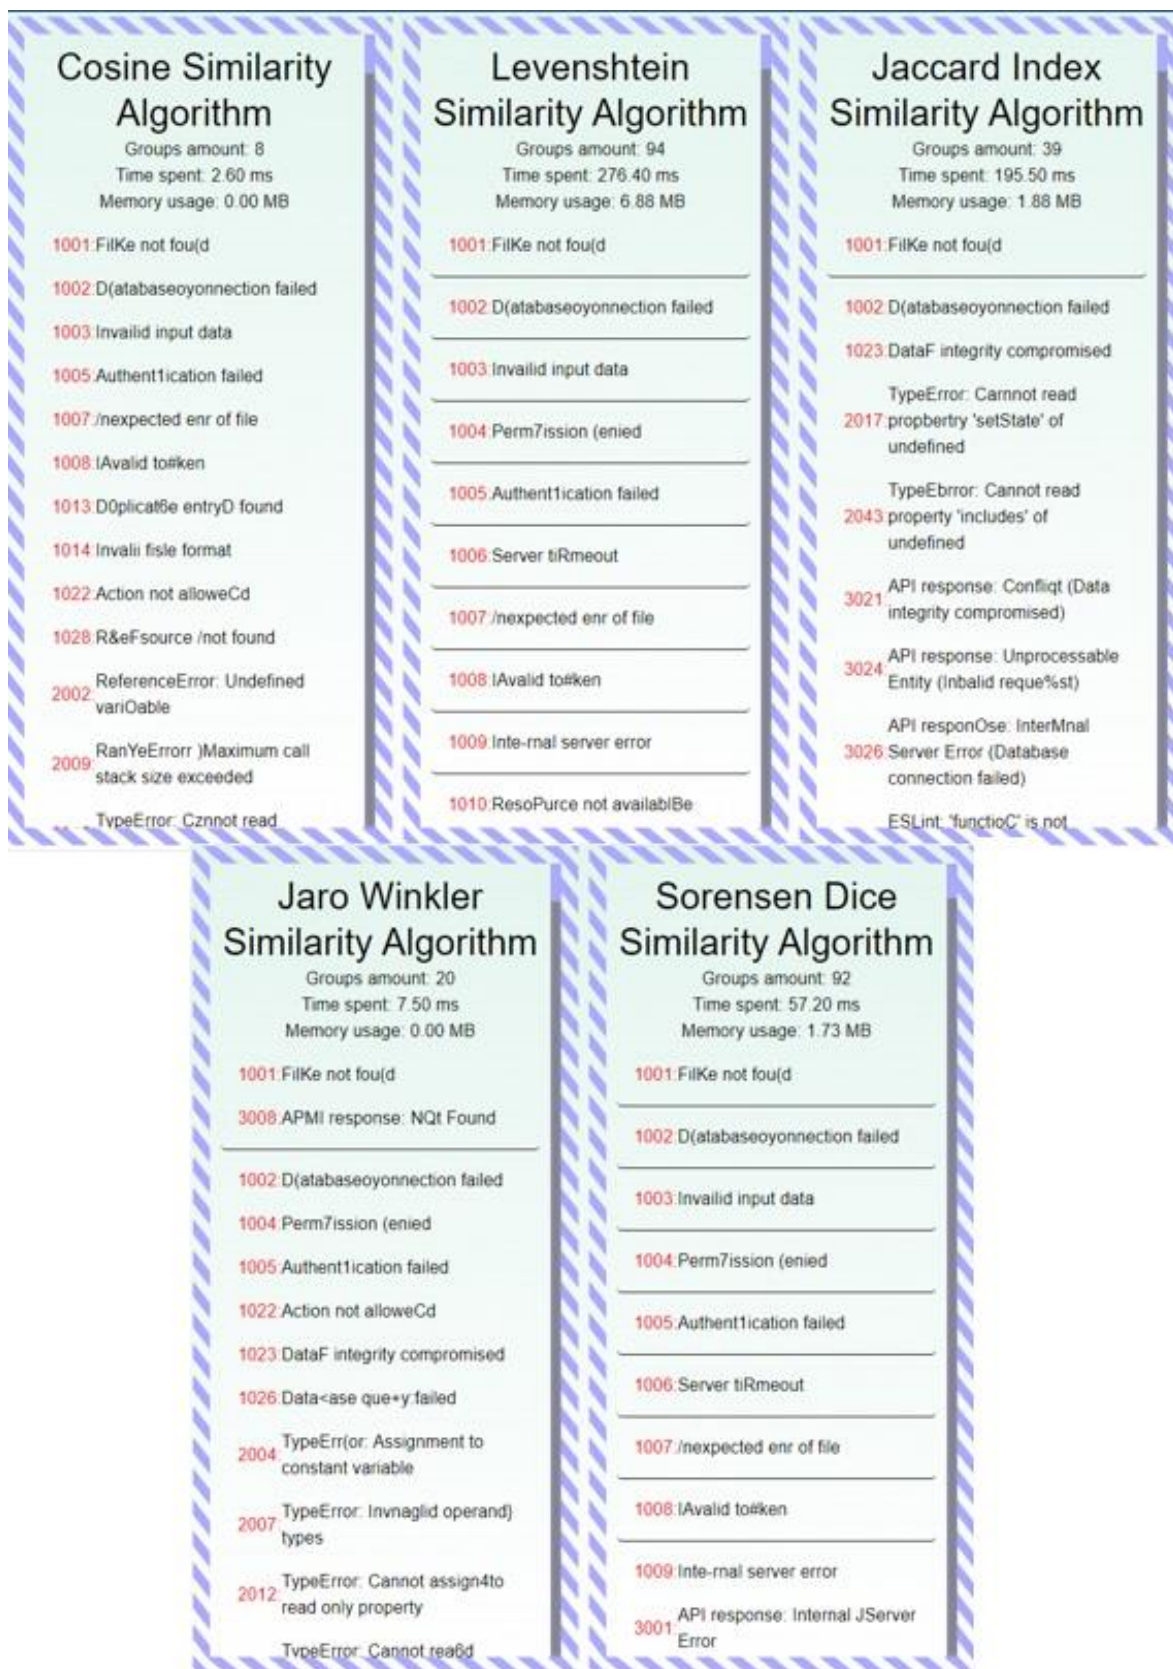 Cosine Similarity
Algorithm
Groups amount: 8
Time spent: 2.60 ms
Memory usage: 0.00 MB
1001:FilKe not fou(d
1002:D(atabaseoyonnection failed
1003:Invailid input data
1005:Authent1ication failed
1007:/nexpected enr of file
1008:IAvalid to#ken
1013:D0plicat6e entryD found
1014:Invalii fisle format
1022:Action not alloweCd
1028:R&eFsource /not found
2002:ReferenceError: Undefined
variOable
2009:RanYeErrorr )Maximum call
stack size exceeded
TypeError: Cznnot read
Levenshtein
Similarity Algorithm
Groups amount: 94
Time spent: 276.40 ms
Memory usage: 6.88 MB
1001:FilKe not fou(d
1002:D(atabaseoyonnection failed
1003:Invailid input data
1004:Perm7ission (enied
1005:Authent1ication failed
1006:Server tiRmeout
1007:/nexpected enr of file
1008:IAvalid to#ken
1009:Inte-rnal server error
1010:ResoPurce not availablBe
Jaccard Index
Similarity Algorithm
Groups amount: 39
Time spent: 195.50 ms
Memory usage: 1.88 MB
1001:FilKe not fou(d
1002:D(atabaseoyonnection failed
1023:DataF integrity compromised
TypeError: Carnnot read
2017:propbertry 'setState' of
undefined
TypeEbrror: Cannot read
2043:property 'includes' of
undefined
3021:API response: Confliqt (Data
integrity compromised)
3024:API response: Unprocessable
Entity (Inbalid reque%st)
API responOse: InterMnal
3026:Server Error (Database
connection failed)
ESLint: 'functioC' is not
Jaro Winkler
Similarity Algorithm
Groups amount: 20
Time spent: 7.50 ms
Memory usage: 0.00 MB
1001:FilKe not fou(d
3008:APMI response: NQt Found
1002:D(atabaseoyonnection failed
1004:Perm7ission (enied
1005:Authent1ication failed
1022:Action not alloweCd
1023:DataF integrity compromised
1026:Data<ase que+y:failed
2004:TypeErr(or: Assignment to
constant variable
2007:TypeError: Invnaglid operand}
types
2012:TypeError: Cannot assign4to
read only property
TypeError: Cannot rea6d
Sorensen Dice
Similarity Algorithm
Groups amount: 92
Time spent: 57.20 ms
Memory usage: 1.73 MB
1001:FilKe not fou(d
1002:D(atabaseoyonnection failed
1003:Invailid input data
1004:Perm7ission (enied
1005:Authent1ication failed
1006:Server tiRmeout
1007:/nexpected enr of file
1008:IAvalid to#ken
1009:Inte-rnal server error
3001:API response: Internal JServer
Error